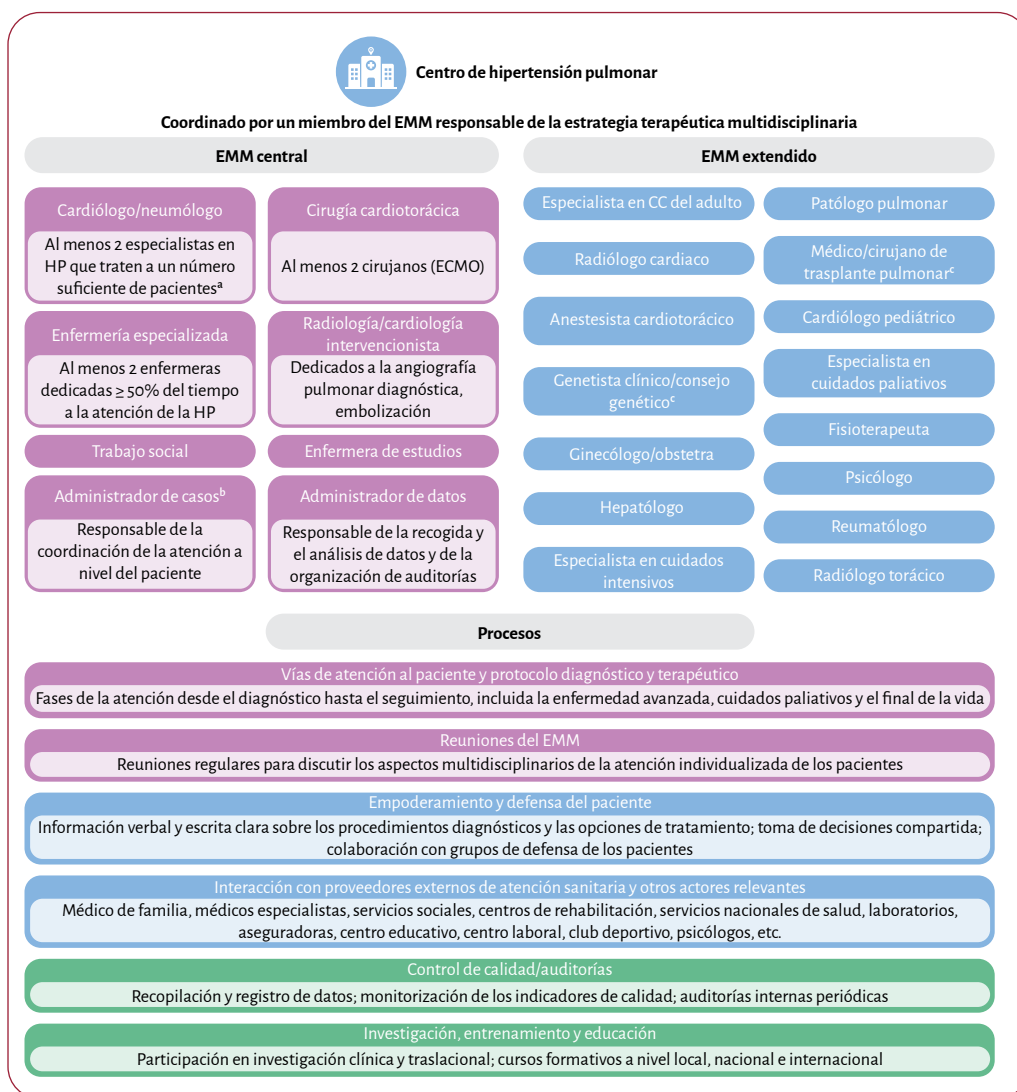 Centro de hipertensión pulmonar
Coordinado por un miembro del EMM responsable de la estrategia terapéutica multidisciplinaria
EMM central
Cardiólogo/neumólogo
Al menos 2 especialistas en
HP que traten a un número
suficiente de pacientesᵃ
Cirugía cardiotorácica
Al menos 2 cirujanos (ECMO)
Enfermería especializada
Al menos 2 enfermeras
dedicadas ≥ 50% del tiempo
a la atención de la HP
Radiología/cardiología
intervencionista
Dedicados a la angiografía
pulmonar diagnóstica,
embolización
Trabajo social
Enfermera de estudios
Administrador de casosᵇ
Responsable de la
coordinación de la atención a
nivel del paciente
Administrador de datos
Responsable de la recogida y
el análisis de datos y de la
organización de auditorías
EMM extendido
Especialista en CC del adulto
Radiólogo cardiaco
Anestesista cardiotorácico
Genetista clínico/consejo
genéticoᶜ
Ginecólogo/obstetra
Hepatólogo
Especialista en cuidados
intensivos
Patólogo pulmonar
Médico/cirujano de
trasplante pulmonarᶜ
Cardiólogo pediátrico
Especialista en
cuidados paliativos
Fisioterapeuta
Psicólogo
Reumatólogo
Radiólogo torácico
Procesos
Vías de atención al paciente y protocolo diagnóstico y terapéutico
Fases de la atención desde el diagnóstico hasta el seguimiento, incluida la enfermedad avanzada, cuidados paliativos y el final de la vida
Reuniones del EMM
Reuniones regulares para discutir los aspectos multidisciplinarios de la atención individualizada de los pacientes
Empoderamiento y defensa del paciente
Información verbal y escrita clara sobre los procedimientos diagnósticos y las opciones de tratamiento; toma de decisiones compartida;
colaboración con grupos de defensa de los pacientes
Interacción con proveedores externos de atención sanitaria y otros actores relevantes
Médico de familia, médicos especialistas, servicios sociales, centros de rehabilitación, servicios nacionales de salud, laboratorios,
aseguradoras, centro educativo, centro laboral, club deportivo, psicólogos, etc.
Control de calidad/auditorías
Recopilación y registro de datos; monitorización de los indicadores de calidad; auditorías internas periódicas
Investigación, entrenamiento y educación
Participación en investigación clínica y traslacional; cursos formativos a nivel local, nacional e internacional